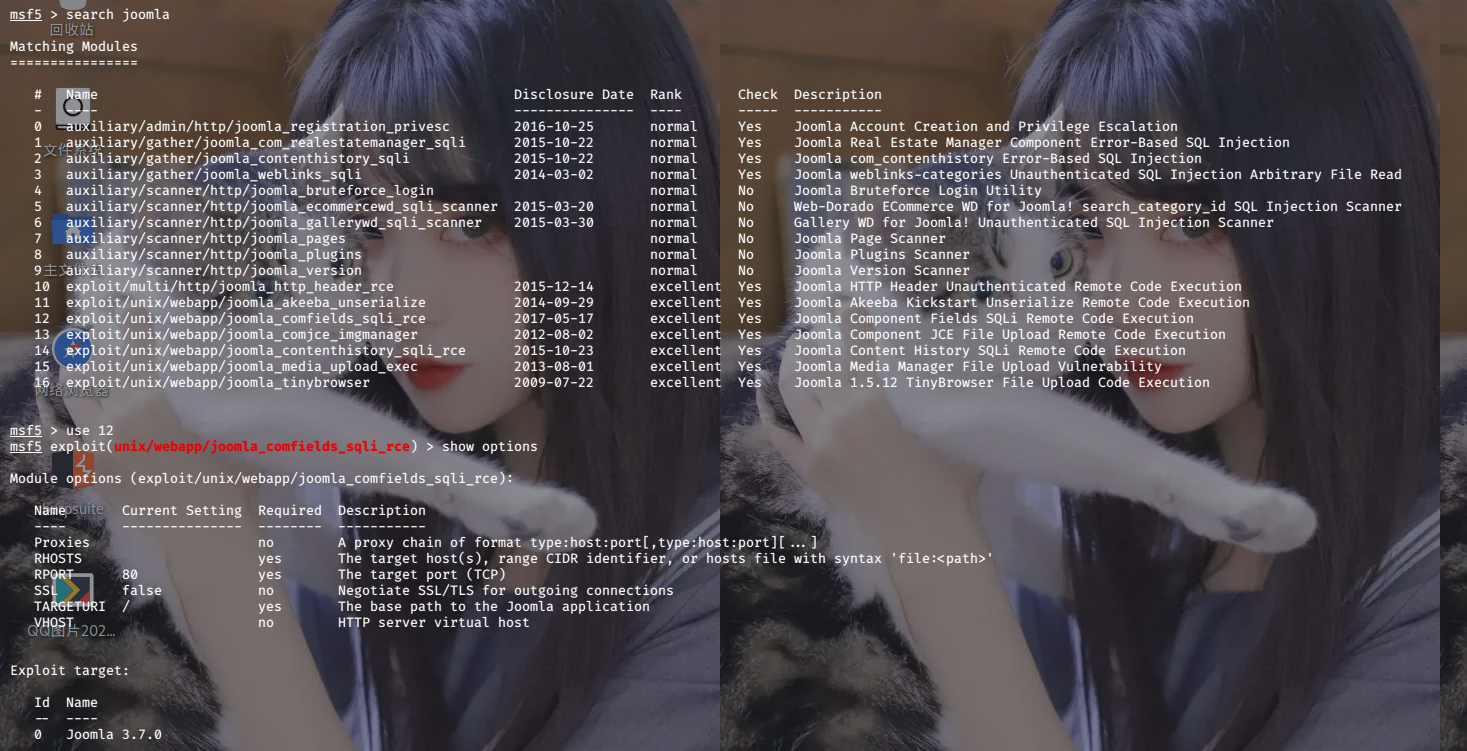 msf5 > search joomla
回收站
Matching Modules
================
# Name Disclosure Date Rank Check Description
- ---- --------------- ---- ----- -----------
0 auxiliary/admin/http/joomla_registration_privesc 2016-10-25 normal Yes Joomla Account Creation and Privilege Escalation
1 auxiliary/gather/joomla_com_realestatemanager_sqli 2015-10-22 normal Yes Joomla Real Estate Manager Component Error-Based SQL Injection
文件系统
2 auxiliary/gather/joomla_contenthistory_sqli 2015-10-22 normal Yes Joomla com_contenthistory Error-Based SQL Injection
3 auxiliary/gather/joomla_weblinks_sqli 2014-03-02 normal Yes Joomla weblinks-categories Unauthenticated SQL Injection Arbitrary File Read
4 auxiliary/scanner/http/joomla_bruteforce_login normal No Joomla Bruteforce Login Utility
5 auxiliary/scanner/http/joomla_ecommercewd_sqli_scanner 2015-03-20 normal No Web-Dorado ECommerce WD for Joomla! search_category_id SQL Injection Scanner
6 auxiliary/scanner/http/joomla_gallerywd_sqli_scanner 2015-03-30 normal No Gallery WD for Joomla! Unauthenticated SQL Injection Scanner
7 auxiliary/scanner/http/joomla_pages normal No Joomla Page Scanner
8 auxiliary/scanner/http/joomla_plugins normal No Joomla Plugins Scanner
9 auxiliary/scanner/http/joomla_version normal No Joomla Version Scanner
主文件
10 exploit/multi/http/joomla_http_header_rce 2015-12-14 excellent Yes Joomla HTTP Header Unauthenticated Remote Code Execution
11 exploit/unix/webapp/joomla_akeeba_unserialize 2014-09-29 excellent Yes Joomla Akeeba Kickstart Unserialize Remote Code Execution
12 exploit/unix/webapp/joomla_comfields_sqli_rce 2017-05-17 excellent Yes Joomla Component Fields SQLi Remote Code Execution
13 exploit/unix/webapp/joomla_comjce_imgmanager 2012-08-02 excellent Yes Joomla Component JCE File Upload Remote Code Execution
14 exploit/unix/webapp/joomla_contenthistory_sqli_rce 2015-10-23 excellent Yes Joomla Content History SQLi Remote Code Execution
15 exploit/unix/webapp/joomla_media_upload_exec 2013-08-01 excellent Yes Joomla Media Manager File Upload Vulnerability
16 exploit/unix/webapp/joomla_tinybrowser 2009-07-22 excellent Yes Joomla 1.5.12 TinyBrowser File Upload Code Execution
网络浏览器
msf5 > use 12
msf5 exploit(unix/webapp/joomla_comfields_sqli_rce) > show options
Module options (exploit/unix/webapp/joomla_comfields_sqli_rce):
Name Current Setting Required Description
---- --------------- -------- -----------
Proxies no A proxy chain of format type:host:port[,type:host:port][...]
RHOSTS yes The target host(s), range CIDR identifier, or hosts file with syntax 'file:<path>'
RPORT 80 yes The target port (TCP)
SSL false no Negotiate SSL/TLS for outgoing connections
TARGETURI / yes The base path to the Joomla application
VHOST no HTTP server virtual host
QQ图片202...
Exploit target:
Id Name
-- ----
0 Joomla 3.7.0